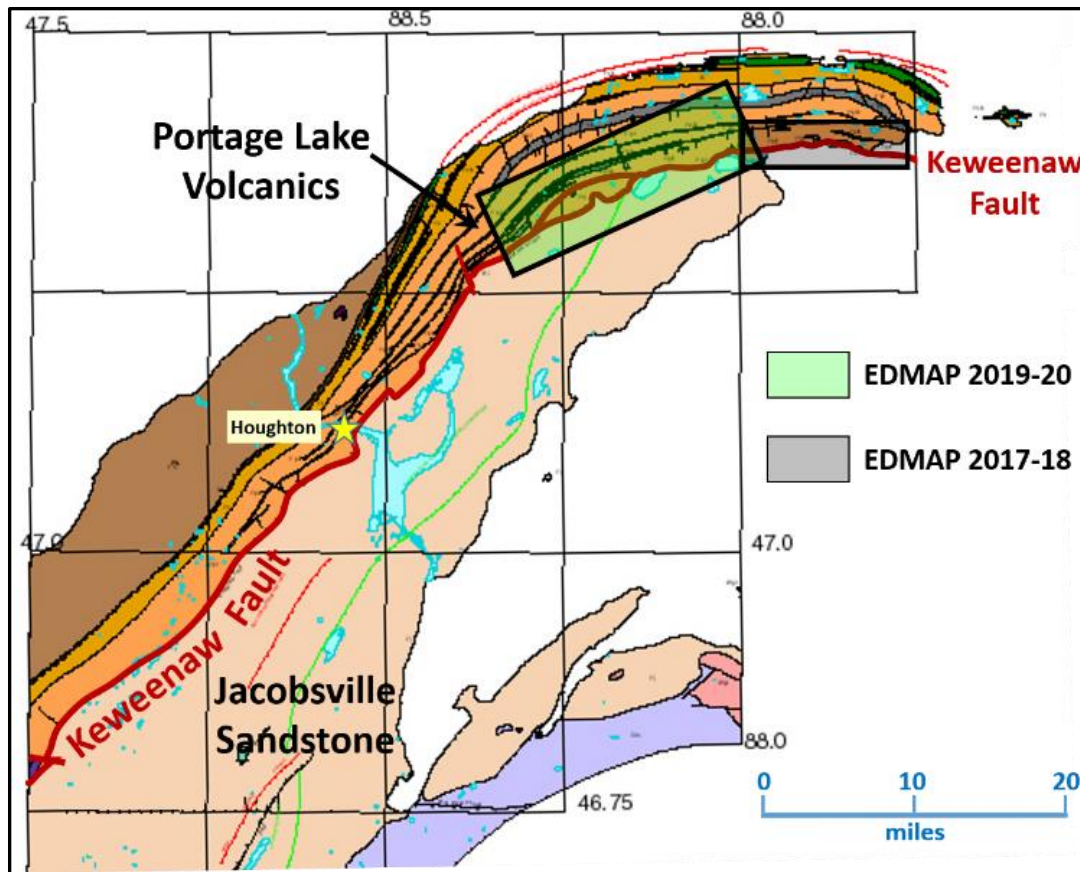 47.5
88.5
88.0
Portage Lake
Volcanics
Keweenaw
Fault
EDMAP 2019-20
Houghton
EDMAP 2017-18
47.0
47.0
Keweenaw Fault
Jacobsville
Sandstone
88.0
46.75
0 10 20
miles